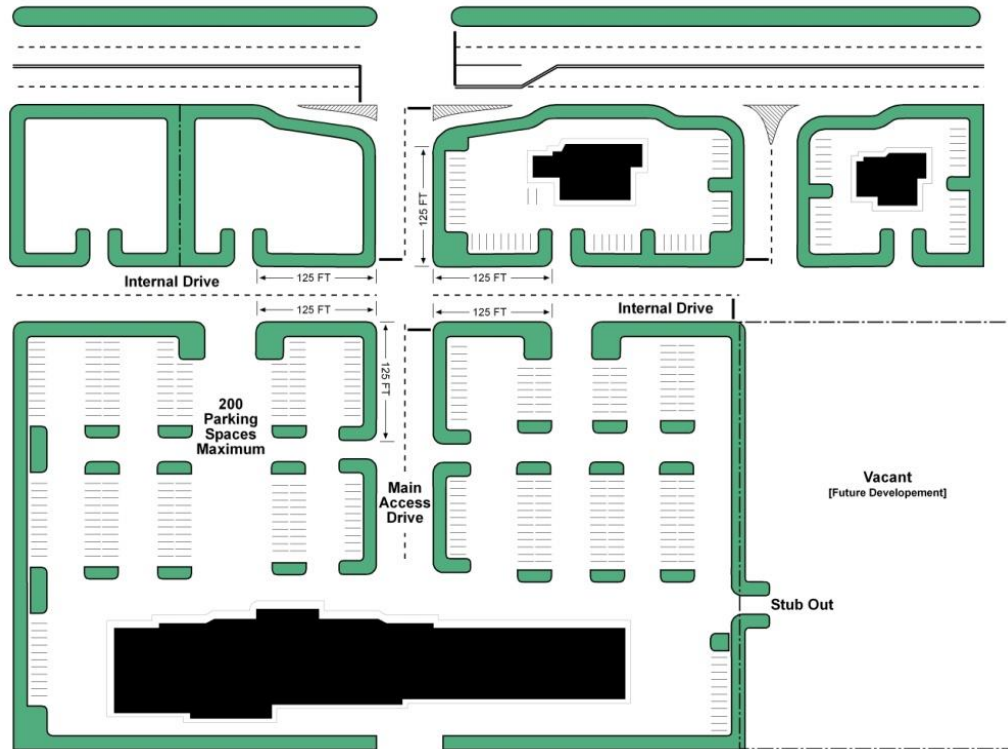 125 FT
Internal Drive
125 FT
125 FT
125 FT
125 FT
Internal Drive
125 FT
200
Parking
Spaces
Maximum
Main
Access
Drive
Vacant
[Future Developement]
Stub Out